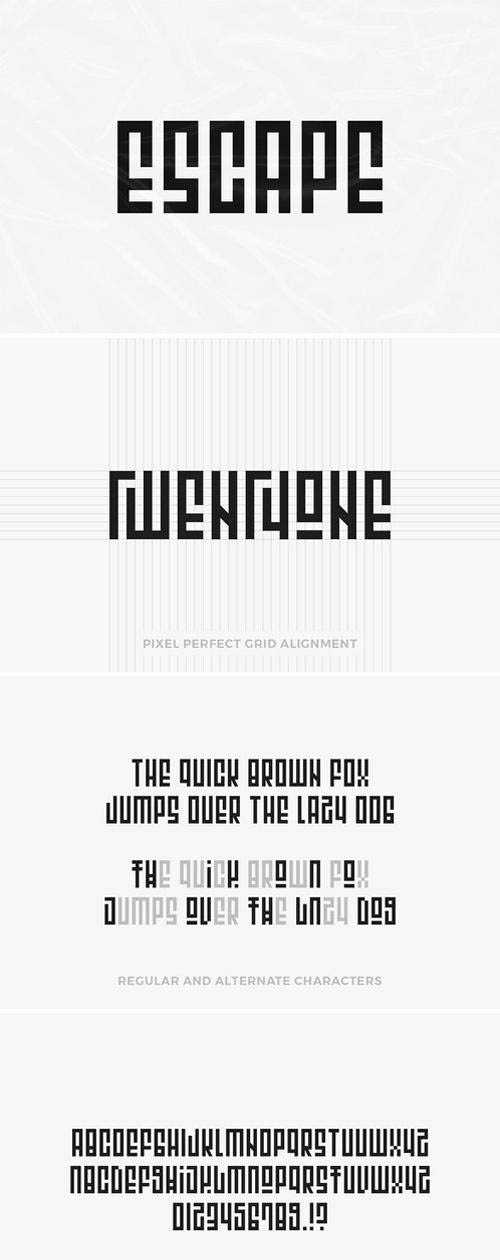 ESCAPE
TWENTYONE
PIXEL PERFECT GRID ALIGNMENT
THE QUICK BROWN FOX
JUMPS OVER THE LAZY DOG
THE QUiCK BROWN FOX
JUMPS OVER THE LAZY DOG
REGULAR AND ALTERNATE CHARACTERS
ABCDEFGHIJKLMNOPQRSTUVWXYZ
ABCDEFGHiJKLMNOPQRSTUVWXYZ
0123456789.!?